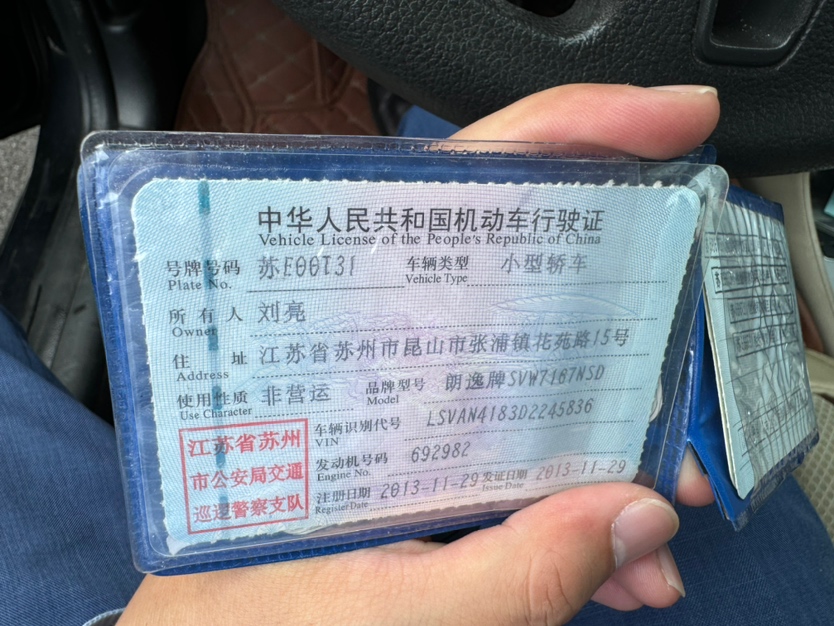 中华人民共和国机动车行驶证
Vehicle License of the People's Republic of China
号牌号码 苏E00T31 车辆类型 小型轿车
Plate No. Vehicle Type
所有人 刘亮
Owner
住址 江苏省苏州市昆山市张浦镇花苑路15号
Address
使用性质 非营运 品牌型号 朗逸牌SVW7167NSD
Use Character Model
江苏省苏州
市公安局交通
巡逻警察支队
车辆识别代号 LSVAN4183D2245836
VIN
发动机号码 692982
Engine No.
注册日期 2013-11-29 发证日期 2013-11-29
Register Date Issue Date